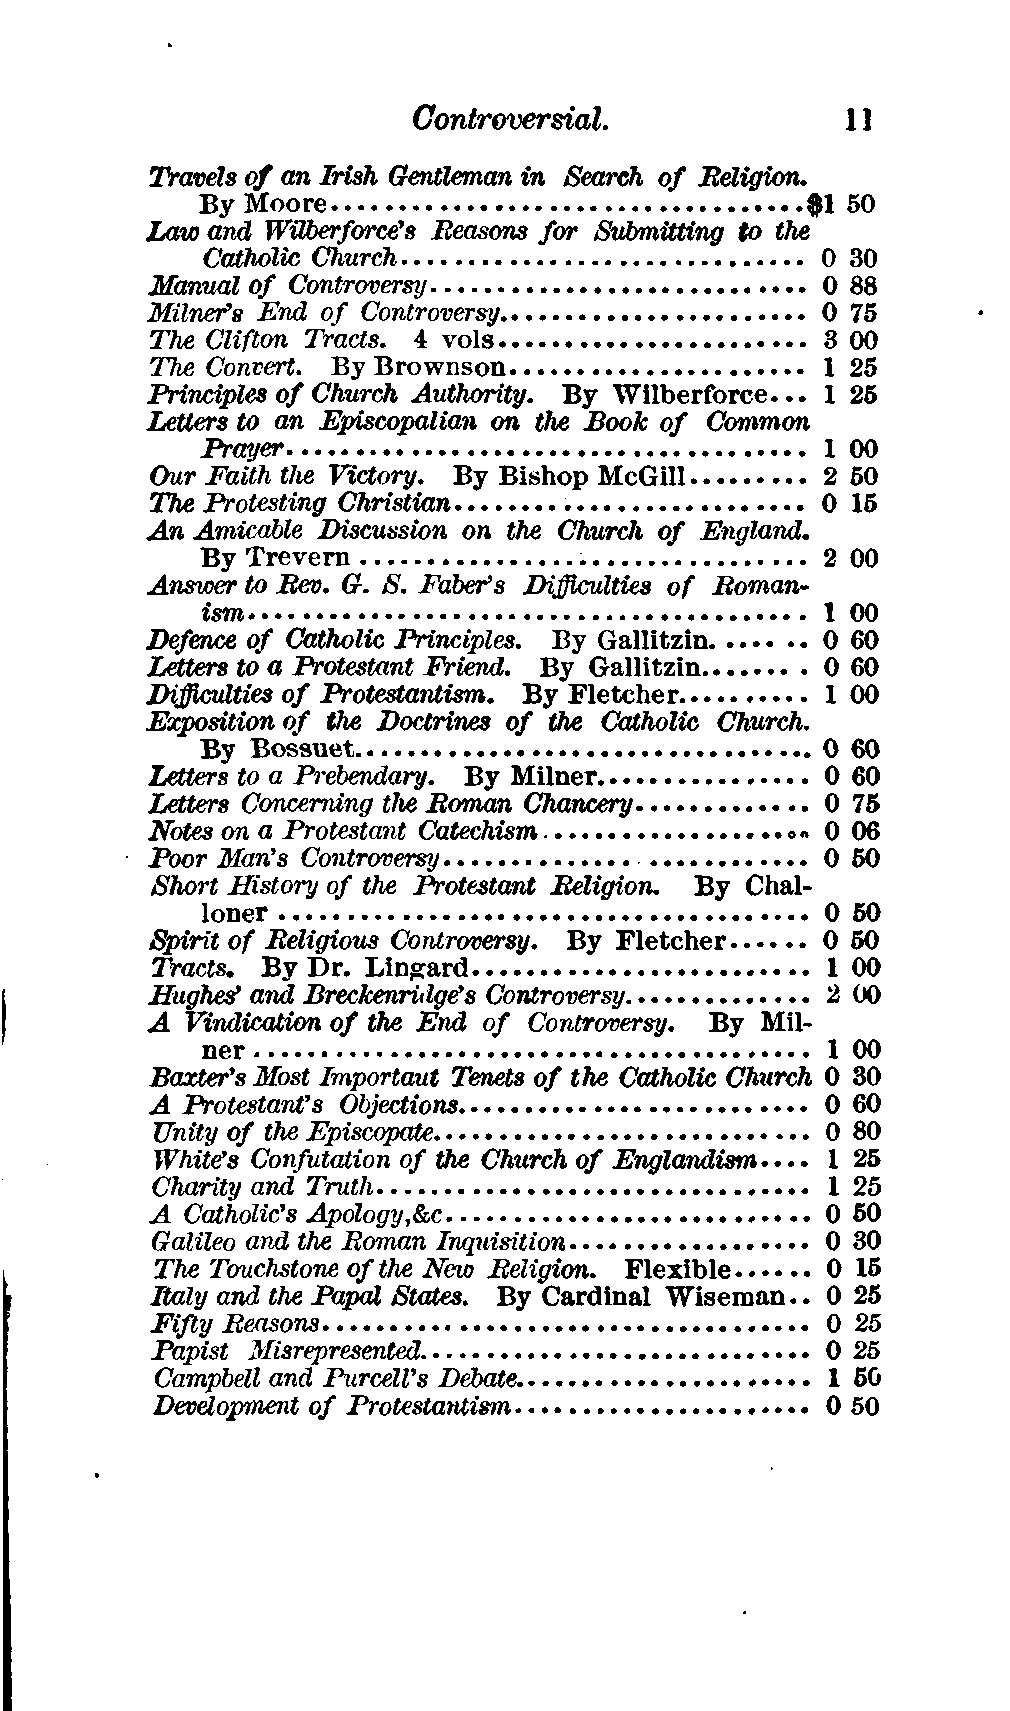 Controversial. 11
Travels of an Irish Gentleman in Search of Religion.
By Moore...................................$1 50
Law and Wilberforce's Reasons for Submitting to the
Catholic Church.............................. 0 30
Manual of Controversy............................ 0 88
Milner's End of Controversy....................... 0 75
The Clifton Tracts. 4 vols....................... 3 00
The Convert. By Brownson...................... 1 25
Principles of Church Authority. By Wilberforce... 1 25
Letters to an Episcopalian on the Book of Common
Prayer........................................ 1 00
Our Faith the Victory. By Bishop McGill......... 2 50
The Protesting Christian.......................... 0 15
An Amicable Discussion on the Church of England.
By Trevern ................................. 2 00
Answer to Rev. G. S. Faber's Difficulties of Roman-
ism......................................... 1 00
Defence of Catholic Principles. By Gallitzin. ...... 0 60
Letters to a Protestant Friend. By Gallitzin........ 0 60
Difficulties of Protestantism. By Fletcher.......... 1 00
Exposition of the Doctrines of the Catholic Church.
By Bossuet.................................. 0 60
Letters to a Prebendary. By Milner................ 0 60
Letters Concerning the Roman Chancery............. 0 75
Notes on a Protestant Catechism.................... 0 06
Poor Man's Controversy.......................... 0 50
Short History of the Protestant Religion. By Chal-
loner ....................................... 0 50
Spirit of Religious Controversy. By Fletcher...... 0 50
Tracts. By Dr. Lingard......................... 1 00
Hughes' and Breckenridge's Controversy.............. 2 00
A Vindication of the End of Controversy. By Mil-
ner ......................................... 1 00
Baxter's Most Importaut Tenets of the Catholic Church 0 30
A Protestant's Objections.......................... 0 60
Unity of the Episcopate............................ 0 80
White's Confutation of the Church of Englandism.... 1 25
Charity and Truth................................ 1 25
A Catholic's Apology,&c........................... 0 50
Galileo and the Roman Inquisition.................. 0 30
The Touchstone of the New Religion. Flexible...... 0 15
Italy and the Papal States. By Cardinal Wiseman.. 0 25
Fifty Reasons.................................... 0 25
Papist Misrepresented............................. 0 25
Campbell and Purcell's Debate...................... 1 50
Development of Protestantism...................... 0 50